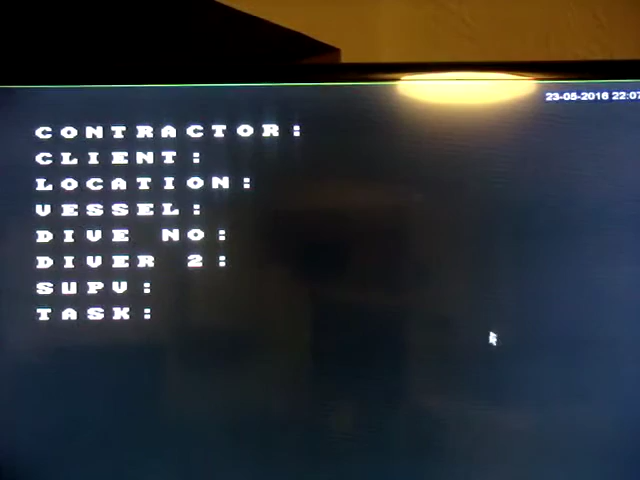 23-05-2016 22:07
CONTRACTOR:
CLIENT:
LOCATION:
VESSEL:
DIVE NO:
DIVER 2:
SUPV:
TASK: